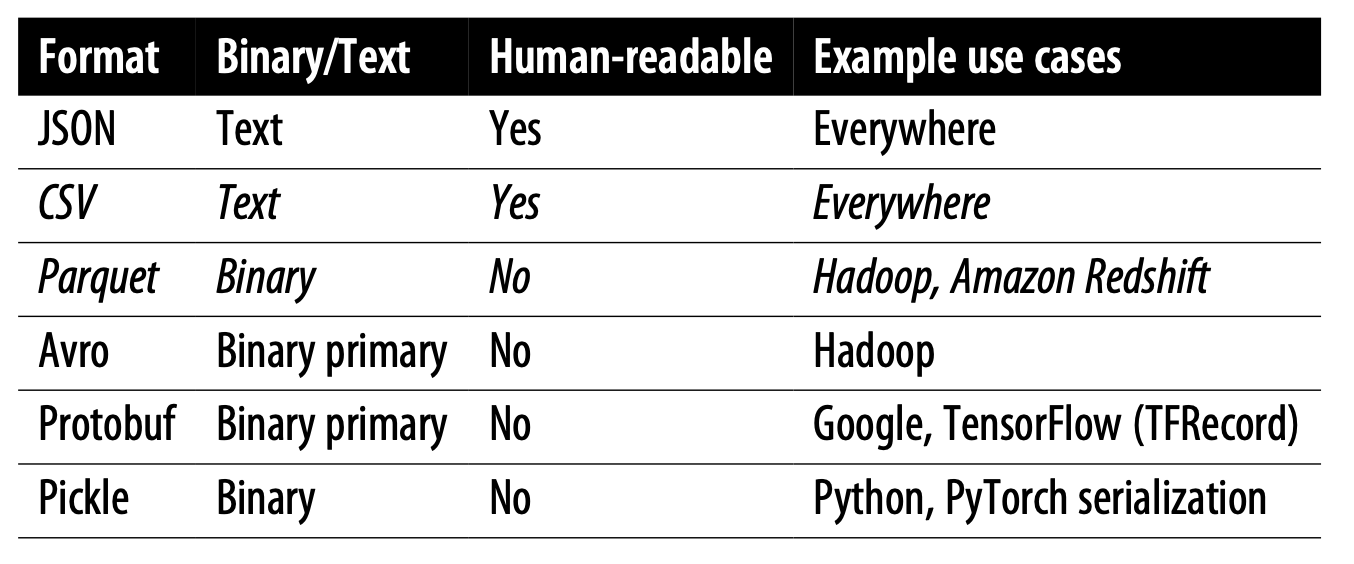 Format Binary/Text Human-readable Example use cases
JSON Text Yes Everywhere
CSV Text Yes Everywhere
Parquet Binary No Hadoop, Amazon Redshift
Avro Binary primary No Hadoop
Protobuf Binary primary No Google, TensorFlow (TFRecord)
Pickle Binary No Python, PyTorch serialization